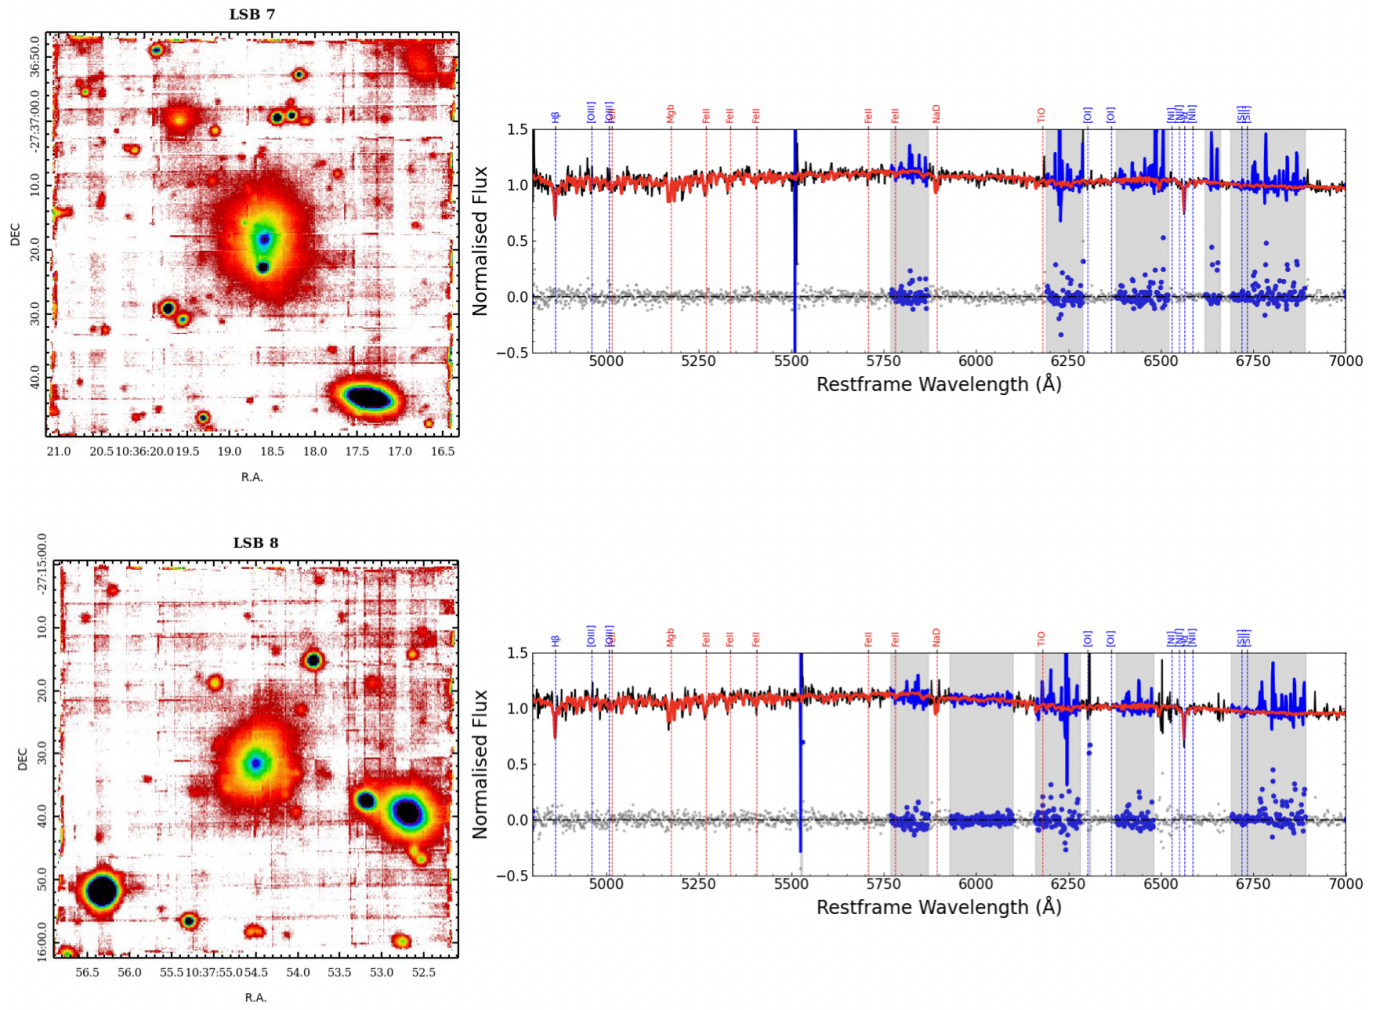 LSB 7
36:50.0
-27:37:00.0
10.0
20.0
30.0
40.0
DEC
21.0 20.5 10:36:20.0 19.5 19.0 18.5 18.0 17.5 17.0 16.5
R.A.
Hβ [OIII] [OIII] Mgb FeII FeII FeII FeII FeII NaD TiO [OI] [OI] [NI] [NII] [SII] [SII]
1.5
1.0
0.5
0.0
−0.5
Normalised Flux
5000 5250 5500 5750 6000 6250 6500 6750 7000
Restframe Wavelength (Å)
LSB 8
-27:15:00.0
10.0
20.0
30.0
40.0
50.0
16:00.0
DEC
56.5 56.0 55.5 10:37:55.0 54.5 54.0 53.5 53.0 52.5
R.A.
Hβ [OIII] [OIII] Mgb FeII FeII FeII FeII FeII NaD TiO [OI] [OI] [NI] [NII] [SII] [SII]
1.5
1.0
0.5
0.0
−0.5
Normalised Flux
5000 5250 5500 5750 6000 6250 6500 6750 7000
Restframe Wavelength (Å)